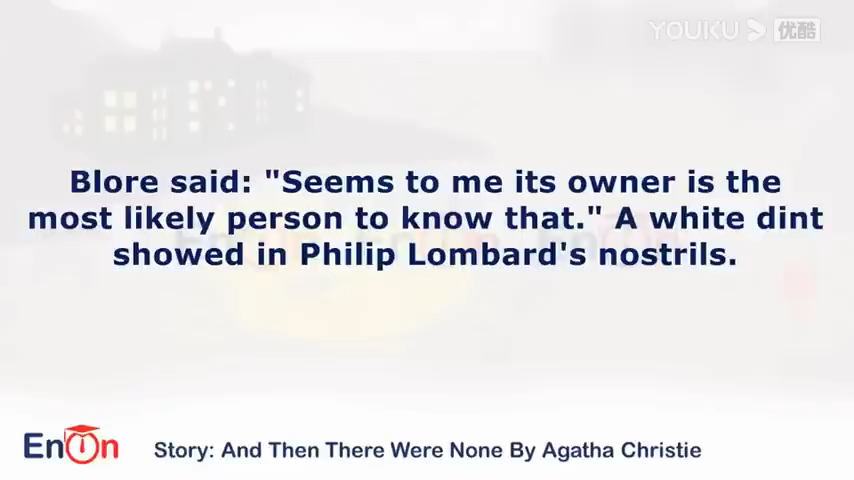 YOUKU 优酷
Blore said: "Seems to me its owner is the
most likely person to know that." A white dint
showed in Philip Lombard's nostrils.
EnOn
Story: And Then There Were None By Agatha Christie